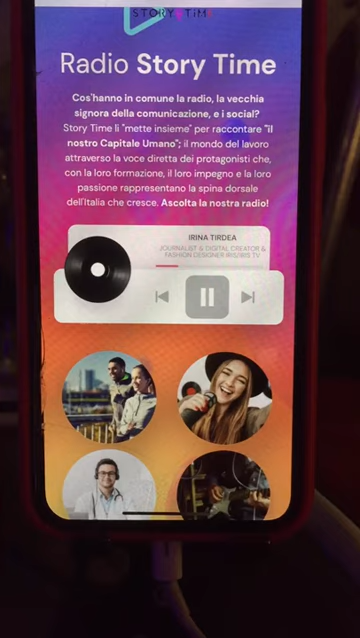 STORY TIME
Radio Story Time
Cos'hanno in comune la radio, la vecchia
signora della comunicazione, e i social?
Story Time li "mette insieme" per raccontare "il
nostro Capitale Umano"; il mondo del lavoro
attraverso la voce diretta dei protagonisti che,
con la loro formazione, il loro impegno e la loro
passione rappresentano la spina dorsale
dell'Italia che cresce. Ascolta la nostra radio!
IRINA TIRDEA
JOURNALIST & DIGITAL CREATOR &
FASHION DESIGNER IRISIRIS TV